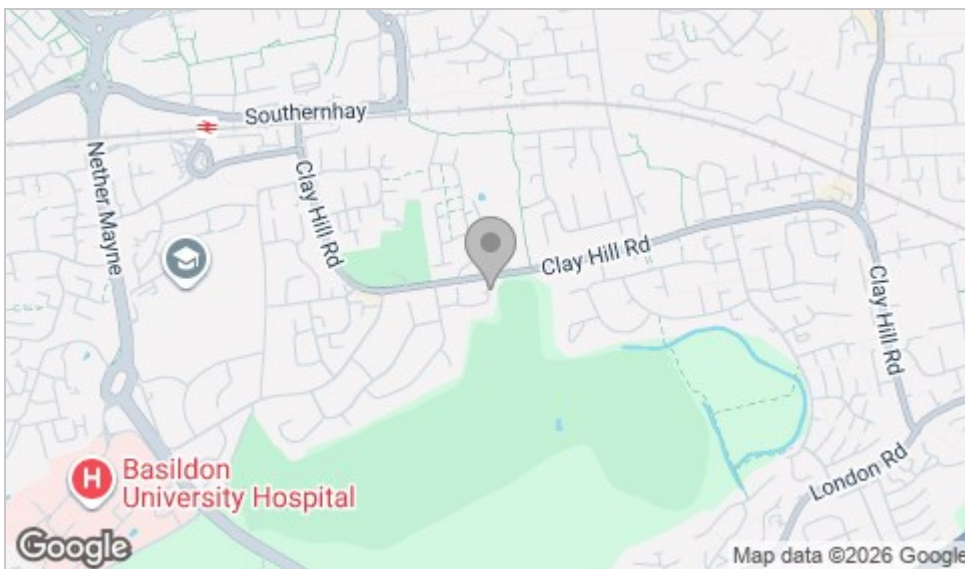 Southernhay
Nether Mayne
Clay Hill Rd
Clay Hill Rd
Clay Hill Rd
London Rd
H
Basildon
University Hospital
Google
Map data ©2026 Google